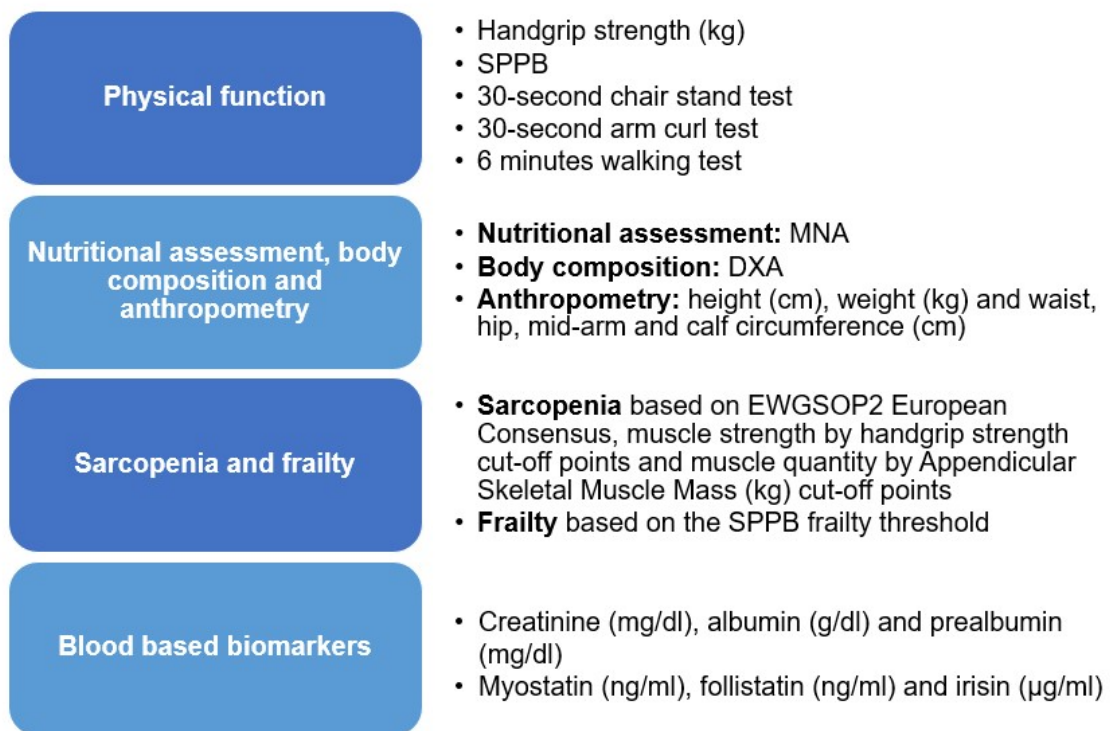 Physical function
• Handgrip strength (kg)
• SPPB
• 30-second chair stand test
• 30-second arm curl test
• 6 minutes walking test
Nutritional assessment, body
composition and
anthropometry
• Nutritional assessment: MNA
• Body composition: DXA
• Anthropometry: height (cm), weight (kg) and waist,
hip, mid-arm and calf circumference (cm)
Sarcopenia and frailty
• Sarcopenia based on EWGSOP2 European
Consensus, muscle strength by handgrip strength
cut-off points and muscle quantity by Appendicular
Skeletal Muscle Mass (kg) cut-off points
• Frailty based on the SPPB frailty threshold
Blood based biomarkers
• Creatinine (mg/dl), albumin (g/dl) and prealbumin
(mg/dl)
• Myostatin (ng/ml), follistatin (ng/ml) and irisin (µg/ml)